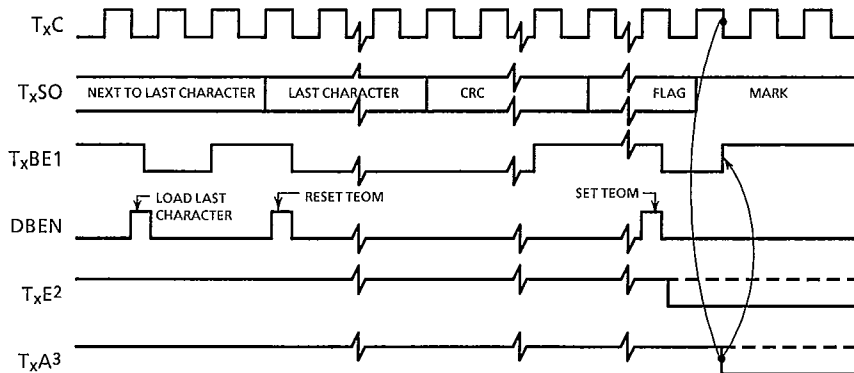 TxC
TxSO
NEXT TO LAST CHARACTER
LAST CHARACTER
CRC
FLAG
MARK
TxBE1
DBEN
LOAD LAST
CHARACTER
RESET TEOM
SET TEOM
TxE2
TxA3